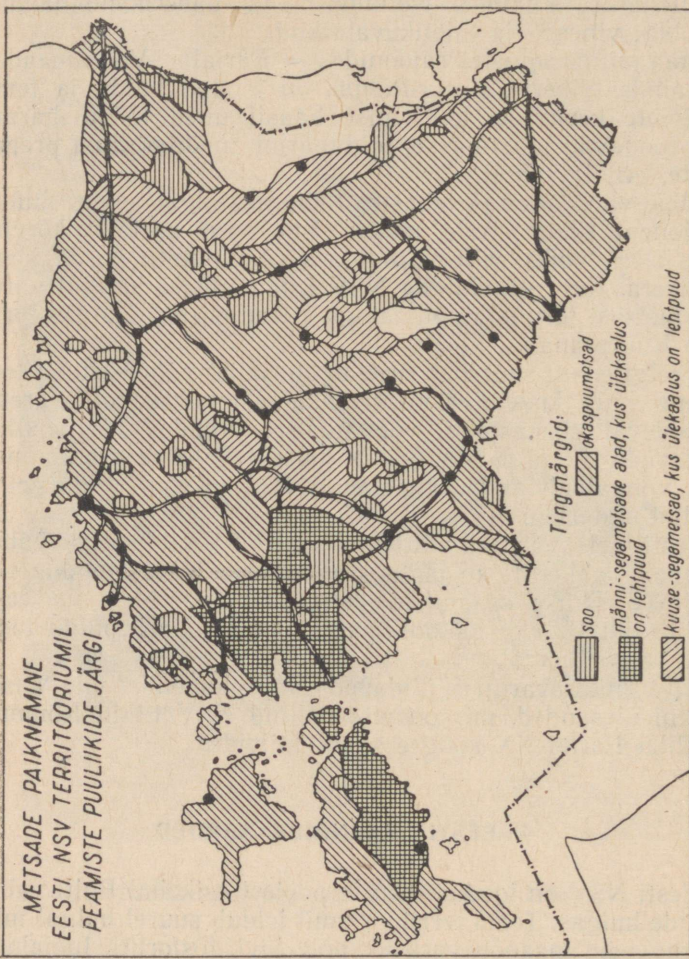 METSADE PAIKNEMINE
EESTI NSV TERRITOORIUMIL
PEAMISTE PUULIIKIDE JÄRGI
Tingmärgid:
soo
okaspuumetsad
männi-segametsade alad, kus ülekaalus
on lehtpuud
kuuse-segametsad, kus ülekaalus on lehtpuud